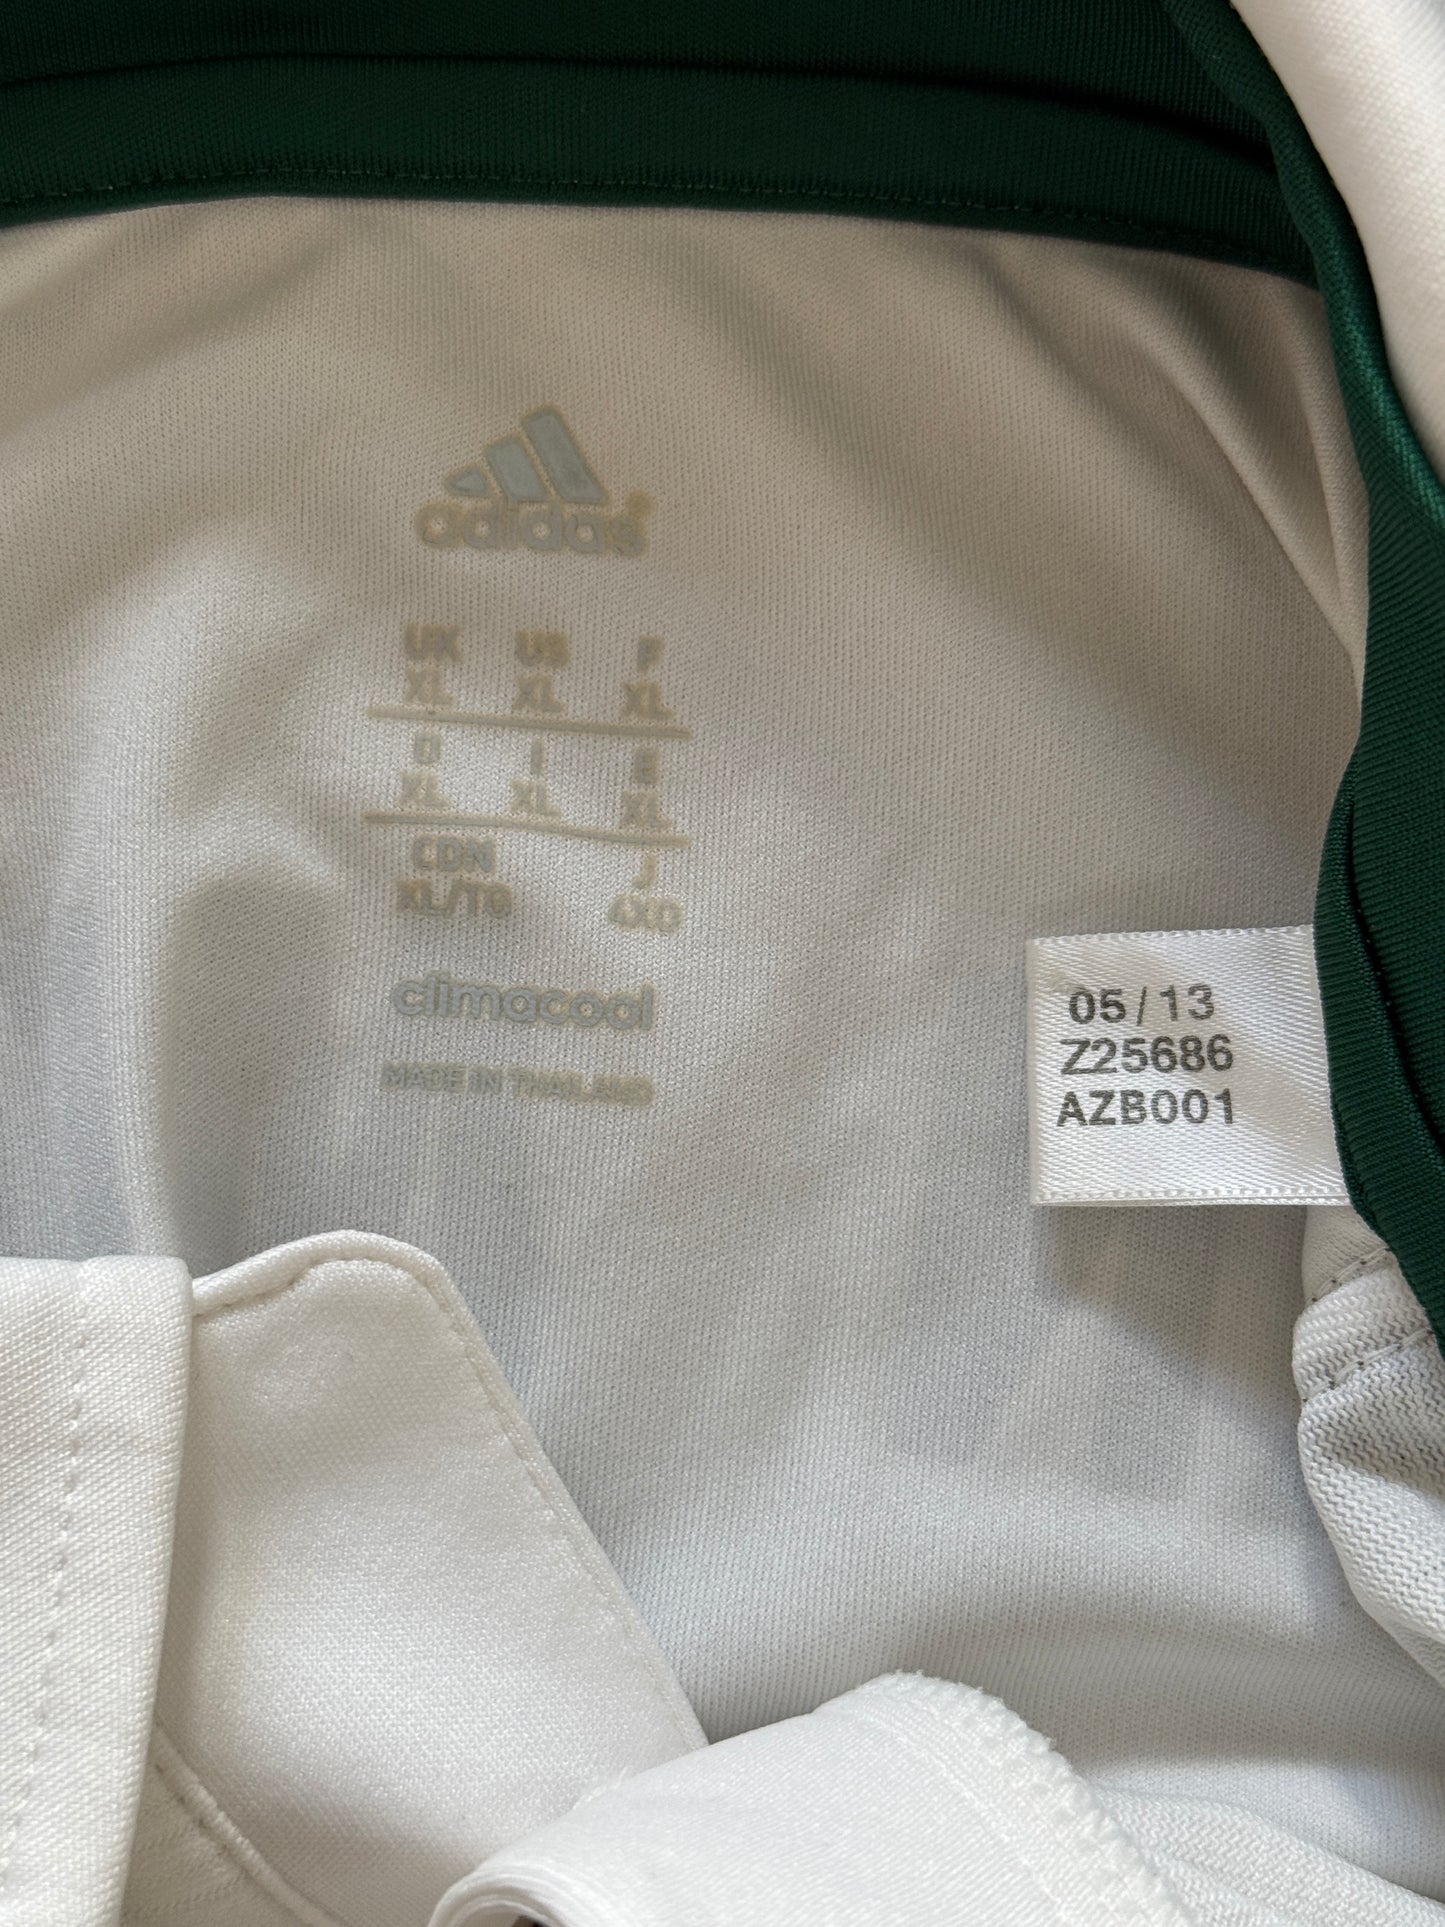 adidas
UK US F
XL XL XL
D I E
XL XL XL
CDN J
XL/TG 4XO
climacool
MADE IN THAILAND
05/13
Z25686
AZB001